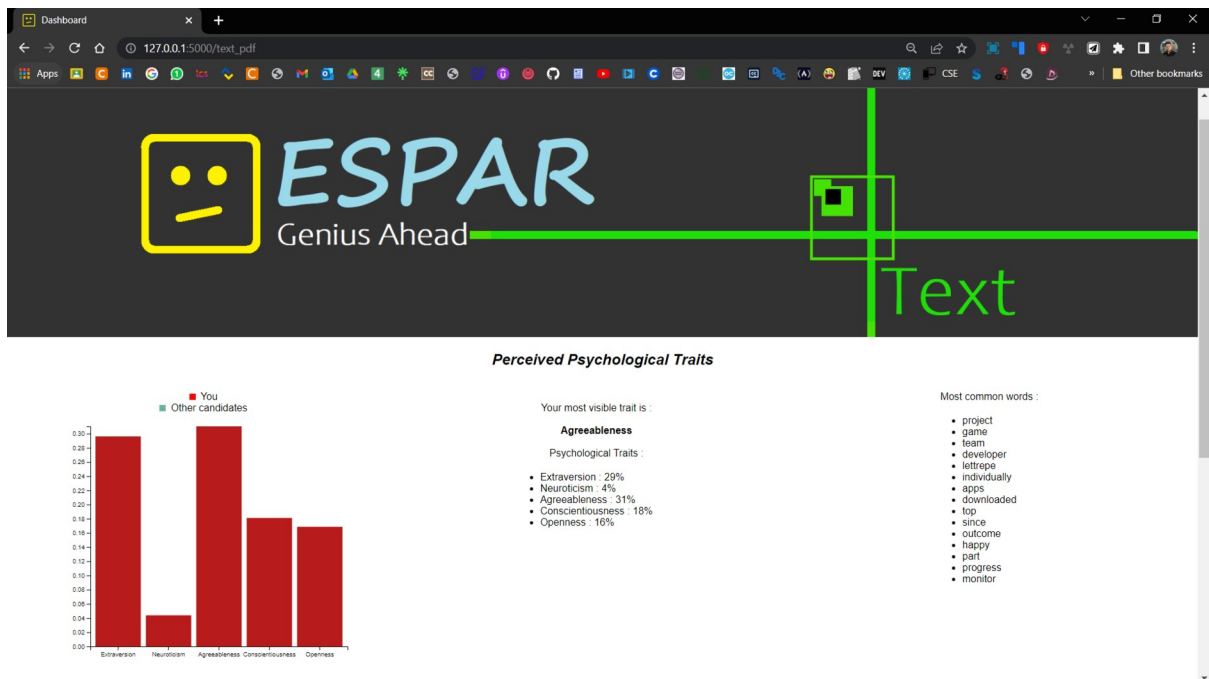 Dashboard
127.0.0.1:5000/text_pdf
Apps
CSE
Other bookmarks
ESPAR
Genius Ahead
Text
Perceived Psychological Traits
You
Other candidates
0.30
0.28
0.26
0.24
0.22
0.20
0.18
0.16
0.14
0.12
0.10
0.08
0.06
0.04
0.02
0.00
Extraversion Neuroticism Agreeableness Conscientiousness Openness
Your most visible trait is :
Agreeableness
Psychological Traits :
Extraversion : 29%
Neuroticism : 4%
Agreeableness : 31%
Conscientiousness : 18%
Openness : 16%
Most common words :
project
game
team
developer
lettrepe
individually
apps
downloaded
top
since
outcome
happy
part
progress
monitor